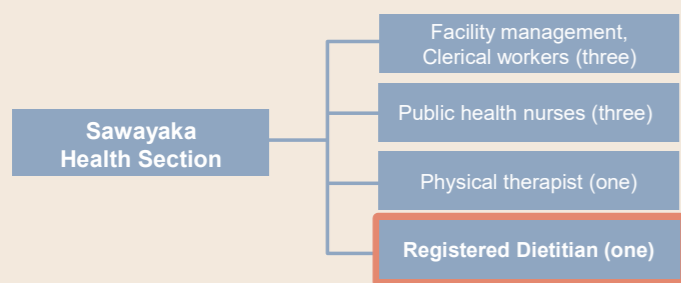 Sawayaka
Health Section
Facility management,
Clerical workers (three)
Public health nurses (three)
Physical therapist (one)
Registered Dietitian (one)